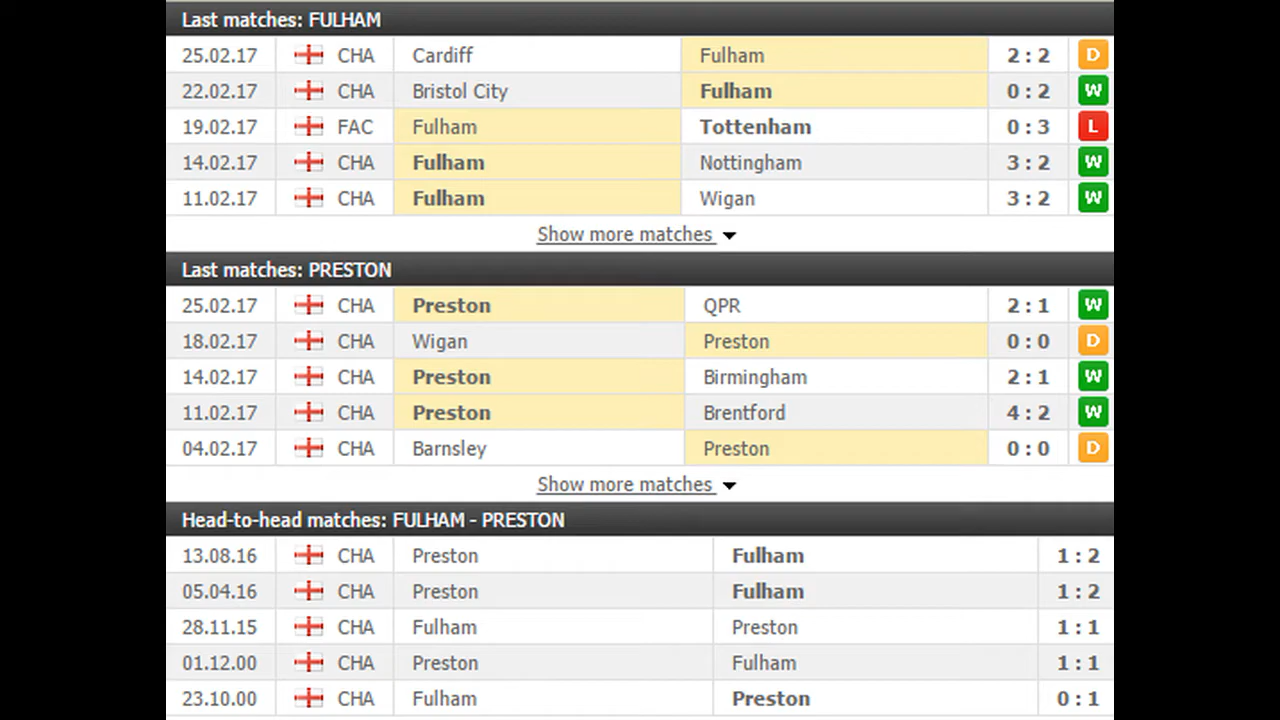 Last matches: FULHAM
25.02.17 CHA Cardiff Fulham 2 : 2 D
22.02.17 CHA Bristol City Fulham 0 : 2 W
19.02.17 FAC Fulham Tottenham 0 : 3 L
14.02.17 CHA Fulham Nottingham 3 : 2 W
11.02.17 CHA Fulham Wigan 3 : 2 W
Show more matches
Last matches: PRESTON
25.02.17 CHA Preston QPR 2 : 1 W
18.02.17 CHA Wigan Preston 0 : 0 D
14.02.17 CHA Preston Birmingham 2 : 1 W
11.02.17 CHA Preston Brentford 4 : 2 W
04.02.17 CHA Barnsley Preston 0 : 0 D
Show more matches
Head-to-head matches: FULHAM - PRESTON
13.08.16 CHA Preston Fulham 1 : 2
05.04.16 CHA Preston Fulham 1 : 2
28.11.15 CHA Fulham Preston 1 : 1
01.12.00 CHA Preston Fulham 1 : 1
23.10.00 CHA Fulham Preston 0 : 1